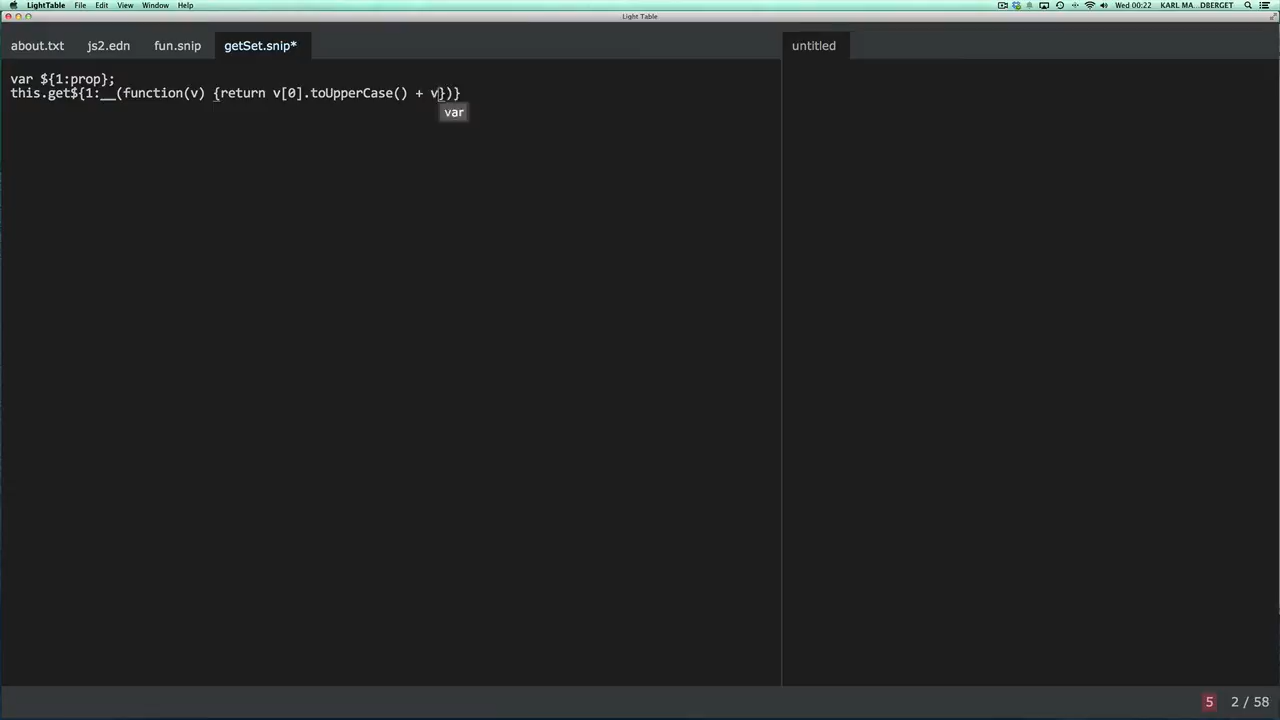 LightTable File Edit View Window Help Wed 00:22 KARL MA...DBERGET
Light Table
about.txt js2.edn fun.snip getSet.snip* untitled
var ${1:prop};
this.get${1:__(function(v) {return v[0].toUpperCase() + v})}
var
5 2 / 58